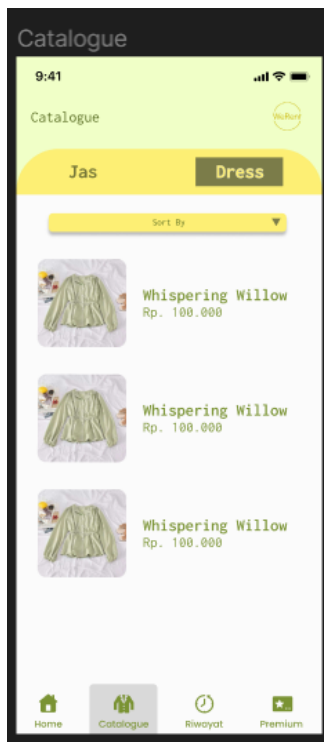 Catalogue
9:41
Catalogue
WeRent
Jas
Dress
Sort By
Whispering Willow
Rp. 100.000
Whispering Willow
Rp. 100.000
Whispering Willow
Rp. 100.000
Home
Catalogue
Riwayat
Premium